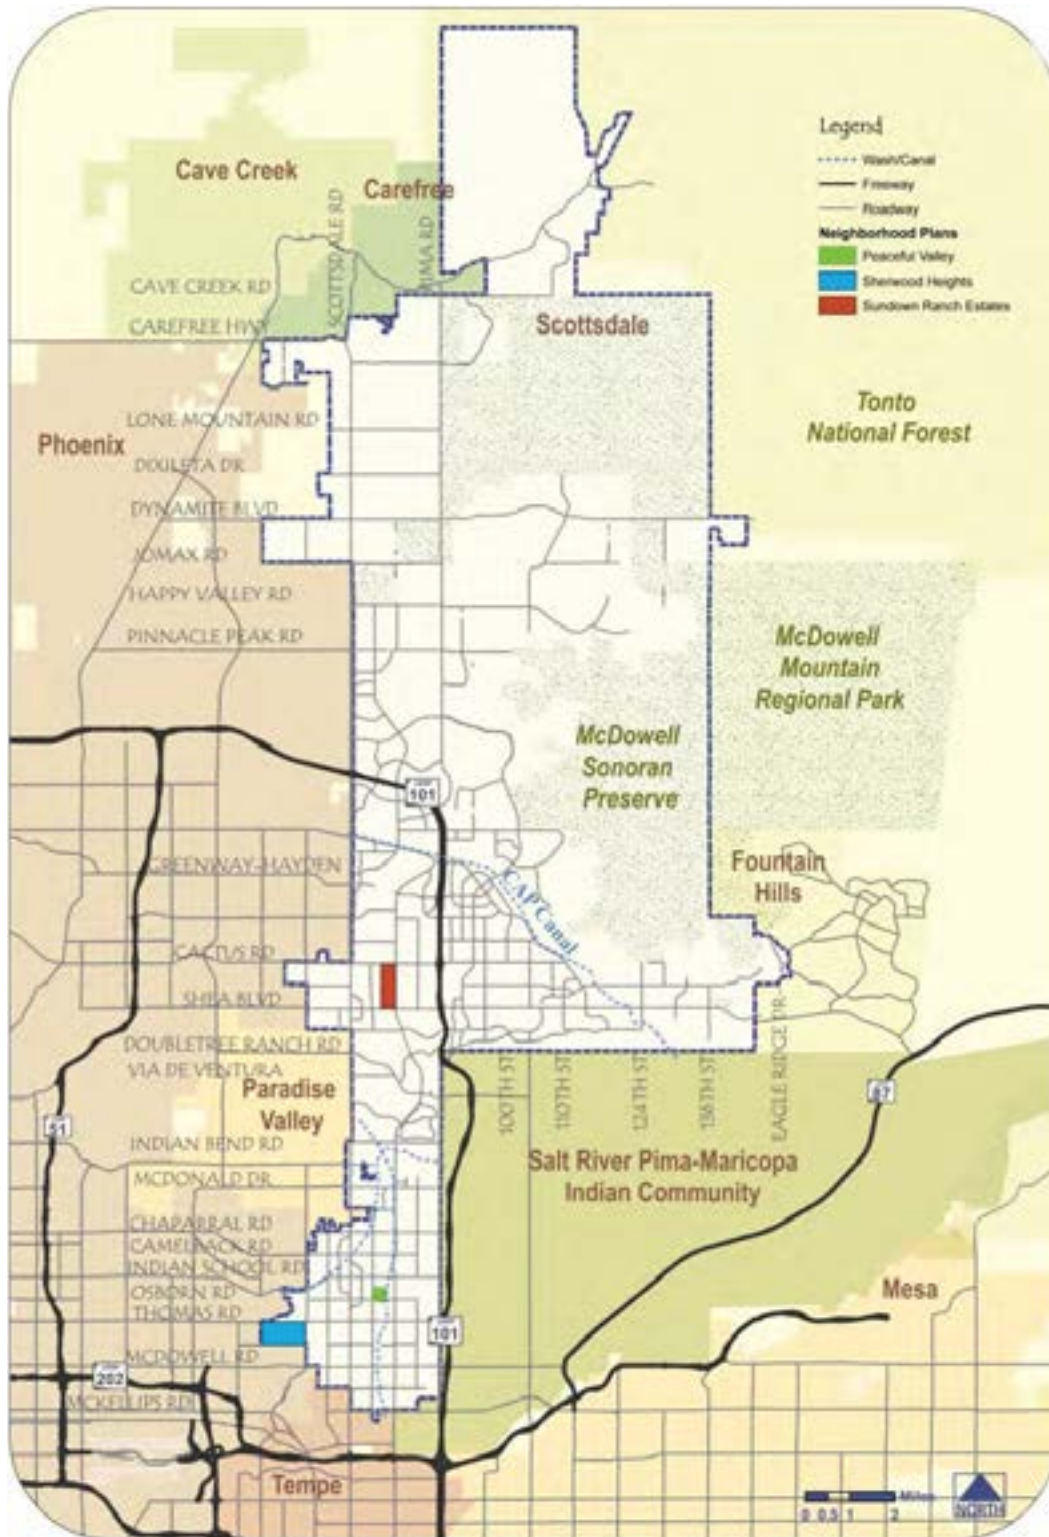 Legend
Wash/Canal
Freeway
Roadway
Neighborhood Plans
Peaceful Valley
Sherwood Heights
Sundown Ranch Estates
Cave Creek
Carefree
SCOTTSDALE RD
PIMA RD
CAVE CREEK RD
CAREFREE HWY
Scottsdale
Tonto
National Forest
LONE MOUNTAIN RD
Phoenix
DIXILETA DR
DYNAMITE BLVD
JOMAX RD
HAPPY VALLEY RD
PINNACLE PEAK RD
McDowell
Mountain
Regional Park
McDowell
Sonoran
Preserve
LOOP
101
GREENWAY-HAYDEN
Fountain
Hills
CAP Canal
CACTUS RD
SHEA BLVD
DOUBLETREE RANCH RD
VIA DE VENTURA
Paradise
Valley
100TH ST
110TH ST
124TH ST
136TH ST
EAGLE RIDGE DR
87
51
INDIAN BEND RD
Salt River Pima-Maricopa
Indian Community
MCDONALD DR
CHAPARRAL RD
CAMELBACK RD
INDIAN SCHOOL RD
OSBORN RD
THOMAS RD
Mesa
LOOP
101
MCDOWELL RD
LOOP
202
MCKELLIPS RD
Tempe
Miles
0 0.5 1 2
NORTH